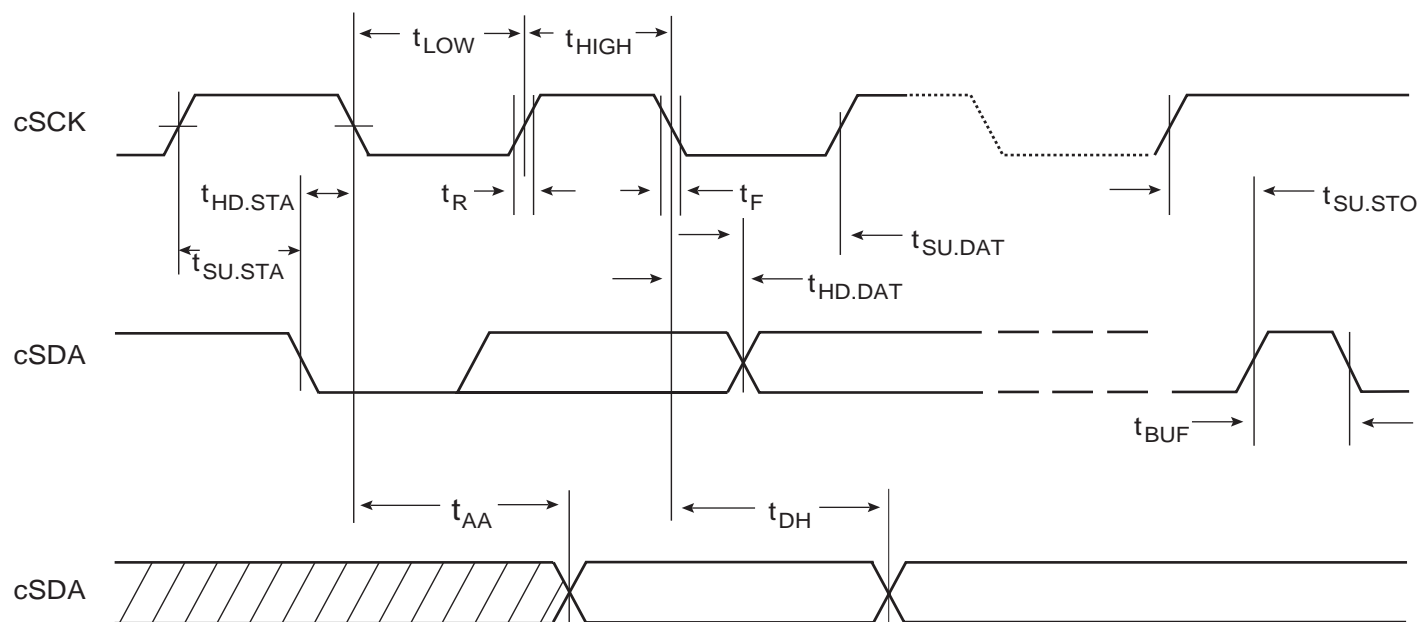 tLOW tHIGH
cSCK
tHD.STA tR tF tSU.STO
tSU.STA tSU.DAT
tHD.DAT
cSDA
tBUF
tAA tDH
cSDA